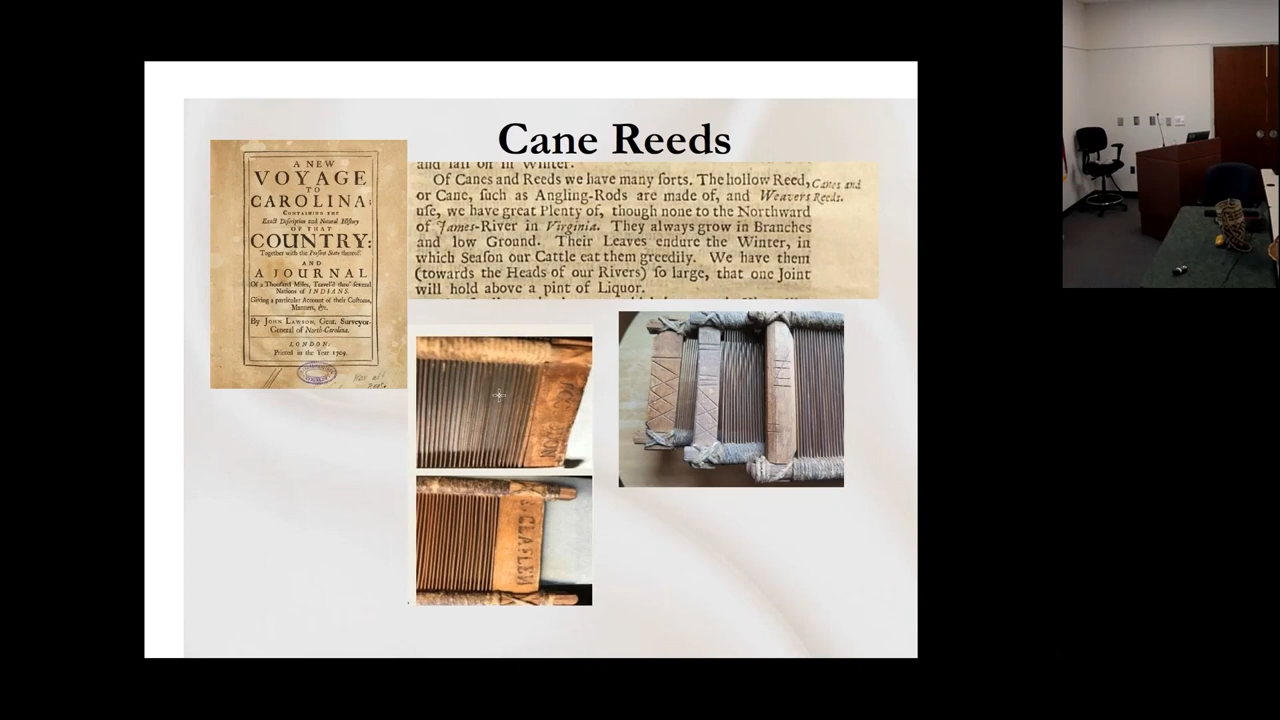 Cane Reeds
A NEW
VOYAGE
TO
CAROLINA;
CONTAINING THE
Exact Description and Natural History
OF THAT
COUNTRY:
Together with the Present State thereof.
AND
A JOURNAL
Of a Thousand Miles, Travel'd thro' several
Nations of INDIANS.
Giving a particular Account of their Customs,
Manners, &c.
By JOHN LAWSON, Gent. Surveyor-
General of North-Carolina.
LONDON:
Printed in the Year 1709.
and fall off in Winter.
Of Canes and Reeds we have many ſorts. The hollow Reed,
or Cane, ſuch as Angling-Rods are made of, and Weavers
uſe, we have great Plenty of, though none to the Northward
of James-River in Virginia. They always grow in Branches
and low Ground. Their Leaves endure the Winter, in
which Seaſon our Cattle eat them greedily. We have them
(towards the Heads of our Rivers) ſo large, that one Joint
will hold above a pint of Liquor.
Canes and
Reeds.
CLAFLEN